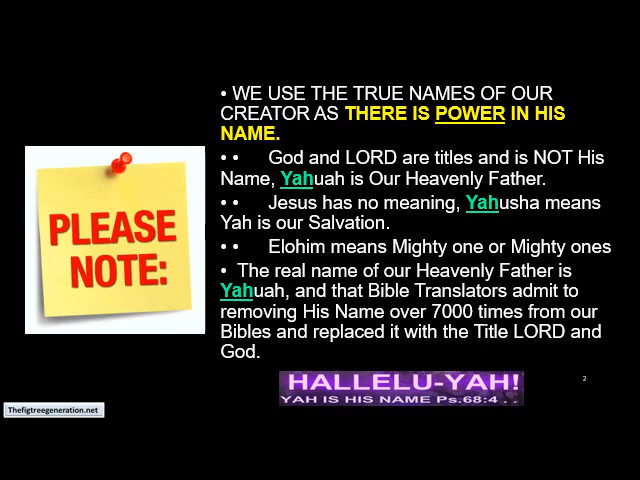 • WE USE THE TRUE NAMES OF OUR
CREATOR AS THERE IS POWER IN HIS
NAME.
• • God and LORD are titles and is NOT His
Name, Yahuah is Our Heavenly Father.
• • Jesus has no meaning, Yahusha means
Yah is our Salvation.
• • Elohim means Mighty one or Mighty ones
• The real name of our Heavenly Father is
Yahuah, and that Bible Translators admit to
removing His Name over 7000 times from our
Bibles and replaced it with the Title LORD and
God.
PLEASE
NOTE:
HALLELU-YAH!
YAH IS HIS NAME Ps.68:4 . .
2
Thefigtreegeneration.net